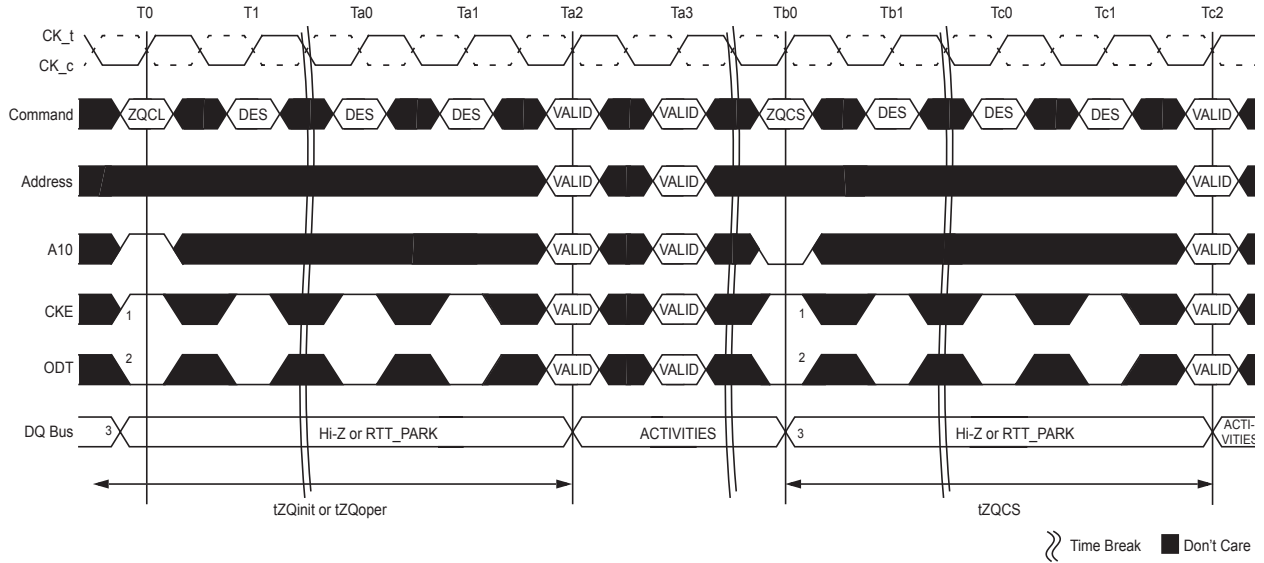 T0 T1 Ta0 Ta1 Ta2 Ta3 Tb0 Tb1 Tc0 Tc1 Tc2
CK_t
CK_c
Command ZQCL DES DES DES VALID VALID ZQCS DES DES DES VALID
Address VALID VALID VALID
A10 VALID VALID VALID
CKE 1 VALID VALID 1 VALID
ODT 2 VALID VALID 2 VALID
DQ Bus 3 Hi-Z or RTT_PARK ACTIVITIES 3 Hi-Z or RTT_PARK ACTI-
VITIES
tZQinit or tZQoper tZQCS
Time Break Don't Care